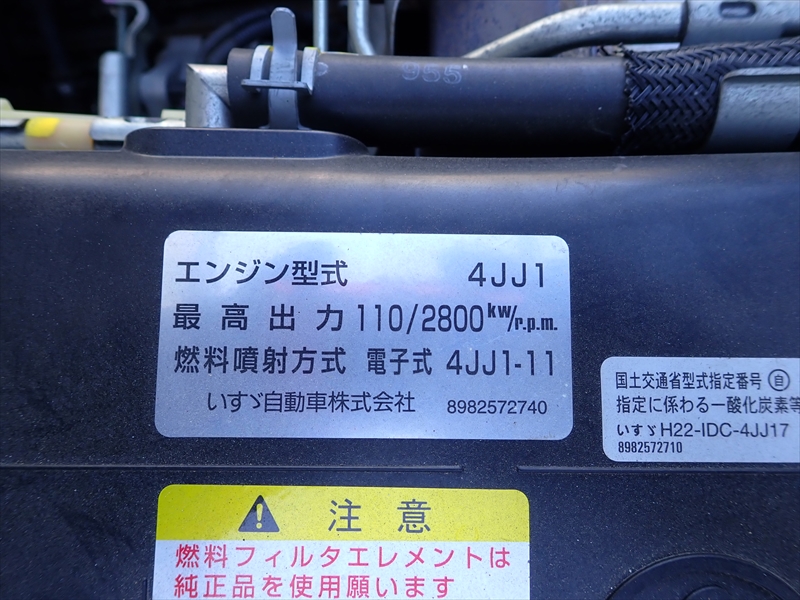 955
エンジン型式 4JJ1
最高出力 110/2800kw/r.p.m.
燃料噴射方式 電子式 4JJ1-11
いすゞ自動車株式会社 8982572740
国土交通省型式指定番号 自
指定に係わる一酸化炭素等
いすゞH22-IDC-4JJ17
8982572710
注意
燃料フィルタエレメントは
純正品を使用願います